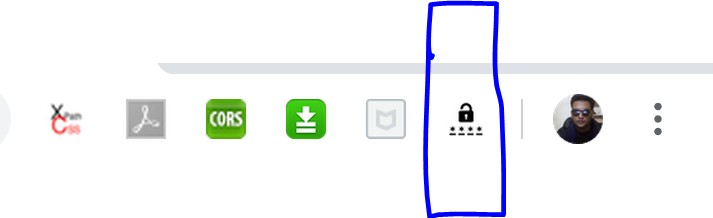 XPath
Css
CORS
****